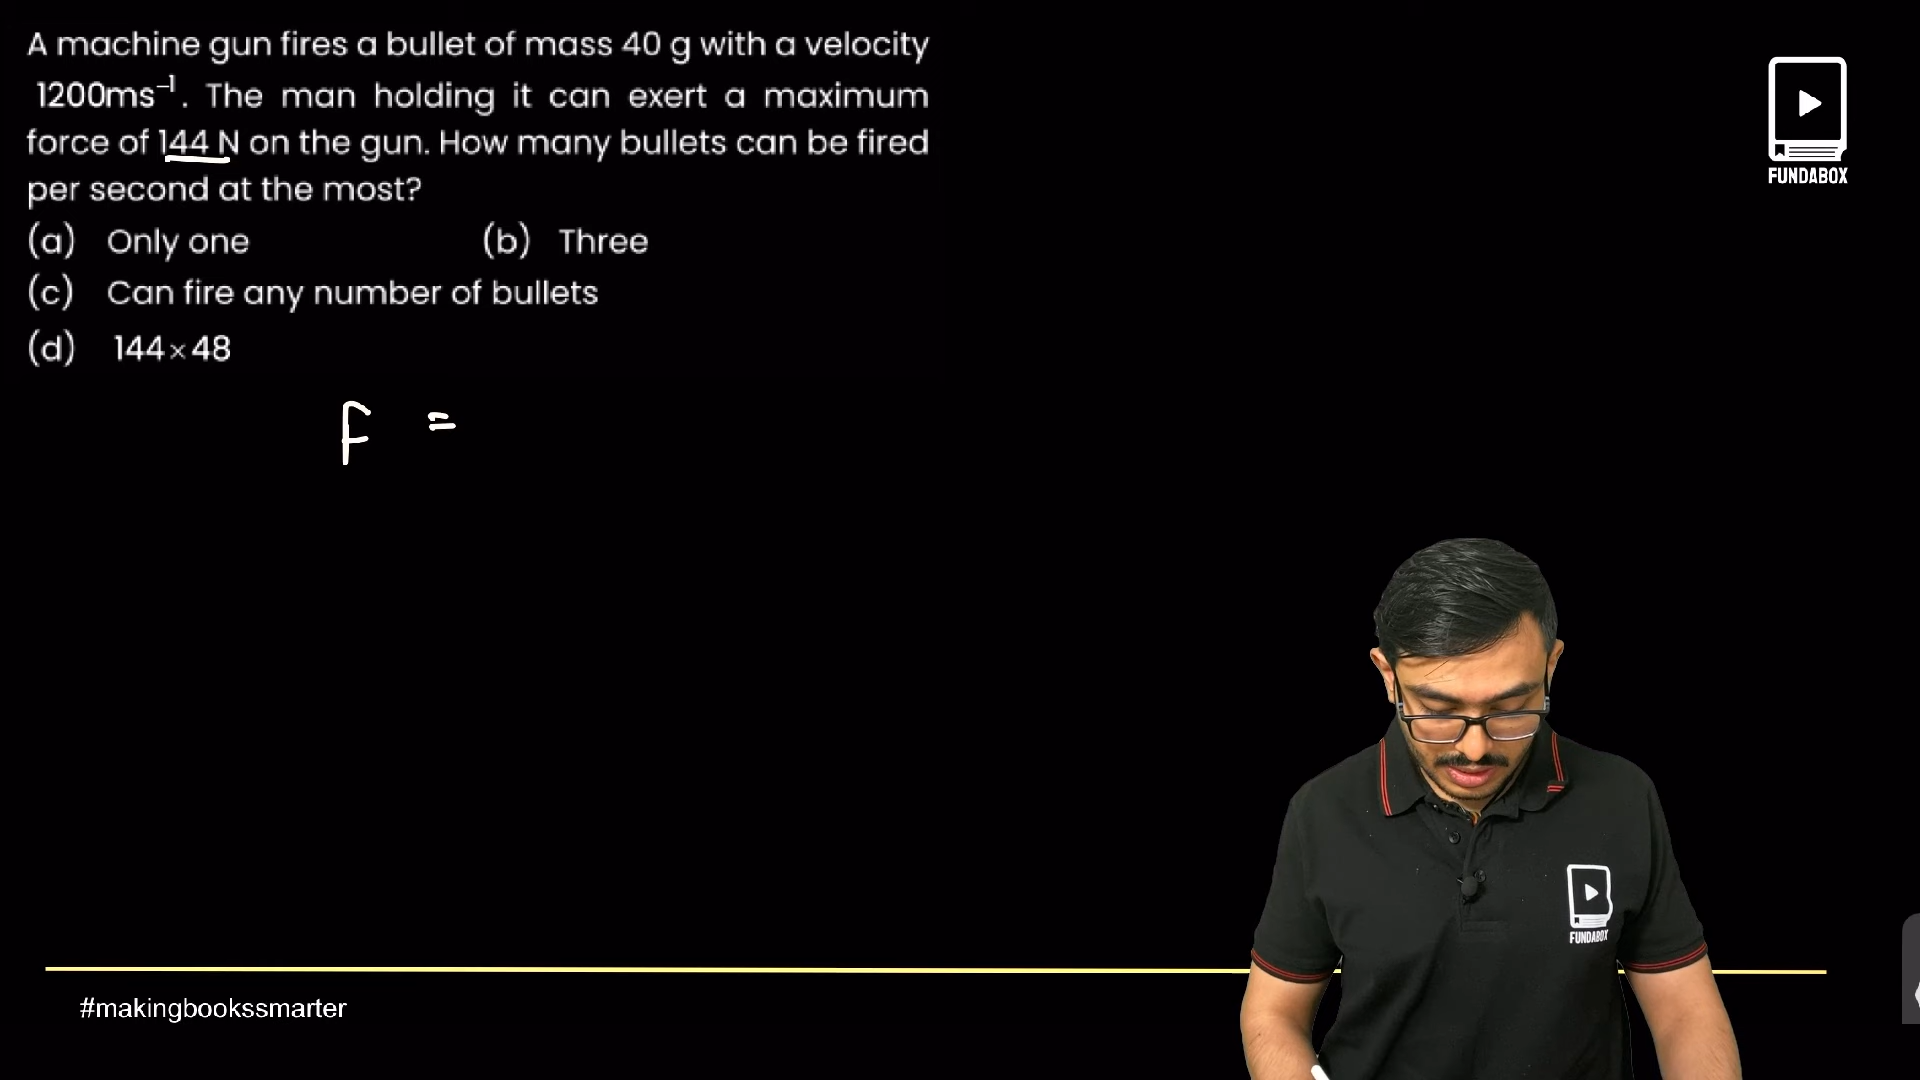 A machine gun fires a bullet of mass 40 g with a velocity
1200ms⁻¹. The man holding it can exert a maximum
force of 144 N on the gun. How many bullets can be fired
per second at the most?
(a) Only one (b) Three
(c) Can fire any number of bullets
(d) 144×48
F =
FUNDABOX
FUNDABOX
#makingbookssmarter